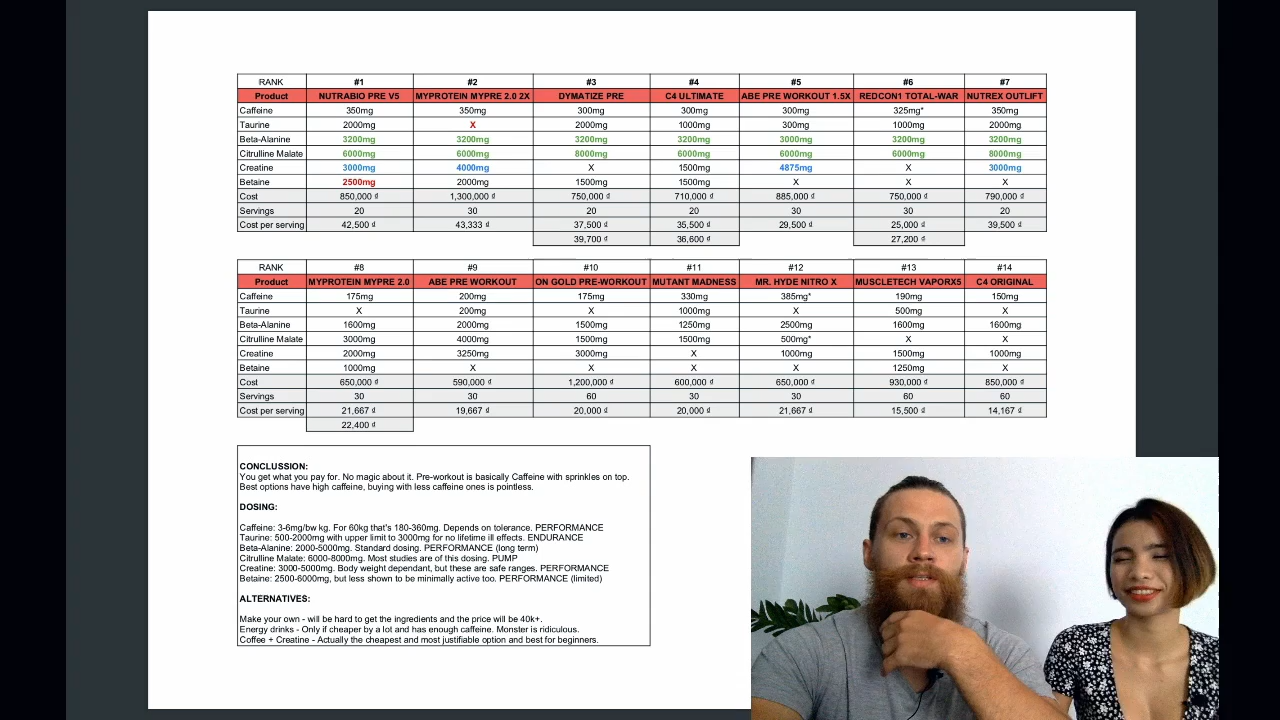 RANK #1 #2 #3 #4 #5 #6 #7
Product NUTRABIO PRE V5 MYPROTEIN MYPRE 2.0 2X DYMATIZE PRE C4 ULTIMATE ABE PRE WORKOUT 1.5X REDCON1 TOTAL-WAR NUTREX OUTLIFT
Caffeine 350mg 350mg 300mg 300mg 300mg 325mg* 350mg
Taurine 2000mg X 2000mg 1000mg 300mg 1000mg 2000mg
Beta-Alanine 3200mg 3200mg 3200mg 3200mg 3000mg 3200mg 3200mg
Citrulline Malate 6000mg 6000mg 8000mg 6000mg 6000mg 6000mg 8000mg
Creatine 3000mg 4000mg X 1500mg 4875mg X 3000mg
Betaine 2500mg 2000mg 1500mg 1500mg X X X
Cost 850,000 ₫ 1,300,000 ₫ 750,000 ₫ 710,000 ₫ 885,000 ₫ 750,000 ₫ 790,000 ₫
Servings 20 30 20 20 30 30 20
Cost per serving 42,500 ₫ 43,333 ₫ 37,500 ₫ 35,500 ₫ 29,500 ₫ 25,000 ₫ 39,500 ₫
39,700 ₫ 36,600 ₫ 27,200 ₫
RANK #8 #9 #10 #11 #12 #13 #14
Product MYPROTEIN MYPRE 2.0 ABE PRE WORKOUT ON GOLD PRE-WORKOUT MUTANT MADNESS MR. HYDE NITRO X MUSCLETECH VAPORX5 C4 ORIGINAL
Caffeine 175mg 200mg 175mg 330mg 385mg* 190mg 150mg
Taurine X 200mg X 1000mg X 500mg X
Beta-Alanine 1600mg 2000mg 1500mg 1250mg 2500mg 1600mg 1600mg
Citrulline Malate 3000mg 4000mg 1500mg 1500mg 500mg* X X
Creatine 2000mg 3250mg 3000mg X 1000mg 1500mg 1000mg
Betaine 1000mg X X X X 1250mg X
Cost 650,000 ₫ 590,000 ₫ 1,200,000 ₫ 600,000 ₫ 650,000 ₫ 930,000 ₫ 850,000 ₫
Servings 30 30 60 30 30 60 60
Cost per serving 21,667 ₫ 19,667 ₫ 20,000 ₫ 20,000 ₫ 21,667 ₫ 15,500 ₫ 14,167 ₫
22,400 ₫
CONCLUSSION:
You get what you pay for. No magic about it. Pre-workout is basically Caffeine with sprinkles on top.
Best options have high caffeine, buying with less caffeine ones is pointless.
DOSING:
Caffeine: 3-6mg/bw kg. For 60kg that's 180-360mg. Depends on tolerance. PERFORMANCE
Taurine: 500-2000mg with upper limit to 3000mg for no lifetime ill effects. ENDURANCE
Beta-Alanine: 2000-5000mg. Standard dosing. PERFORMANCE (long term)
Citrulline Malate: 6000-8000mg. Most studies are of this dosing. PUMP
Creatine: 3000-5000mg. Body weight dependant, but these are safe ranges. PERFORMANCE
Betaine: 2500-6000mg, but less shown to be minimally active too. PERFORMANCE (limited)
ALTERNATIVES:
Make your own - will be hard to get the ingredients and the price will be 40k+.
Energy drinks - Only if cheaper by a lot and has enough caffeine. Monster is ridiculous.
Coffee + Creatine - Actually the cheapest and most justifiable option and best for beginners.